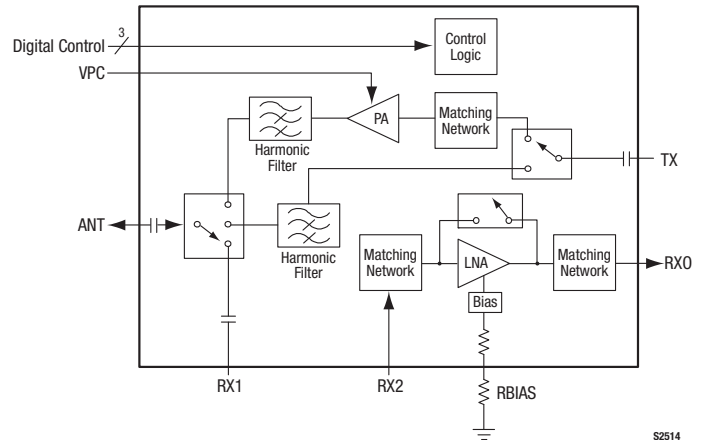 3
Digital Control
Control
Logic
VPC
PA
Matching
Network
Harmonic
Filter
TX
ANT
Harmonic
Filter
Matching
Network
LNA
Matching
Network
RXO
Bias
RX1
RX2
RBIAS
S2514